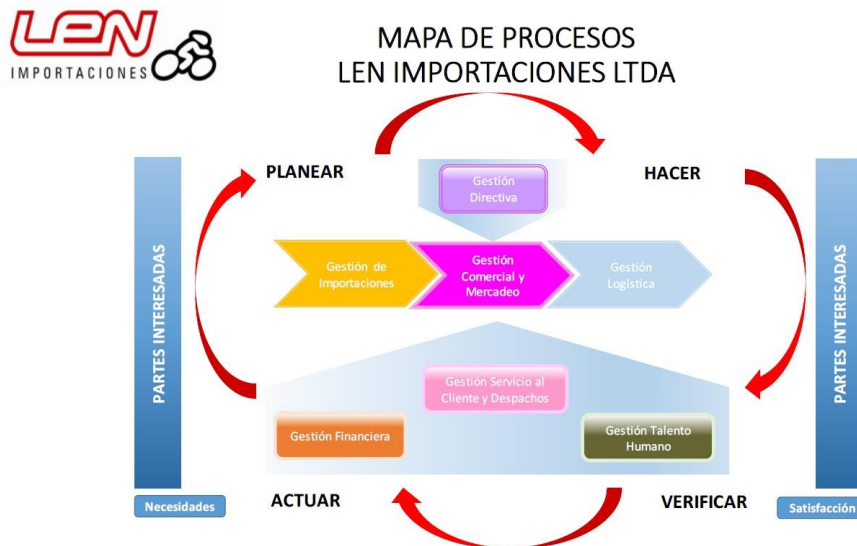 LEN
IMPORTACIONES
MAPA DE PROCESOS
LEN IMPORTACIONES LTDA
PLANEAR
HACER
Gestión
Directiva
PARTES INTERESADAS
Gestión de
Importaciones
Gestión
Comercial y
Mercadeo
Gestión
Logística
PARTES INTERESADAS
Gestión Servicio al
Cliente y Despachos
Gestión Financiera
Gestión Talento
Humano
Necesidades
ACTUAR
VERIFICAR
Satisfacción